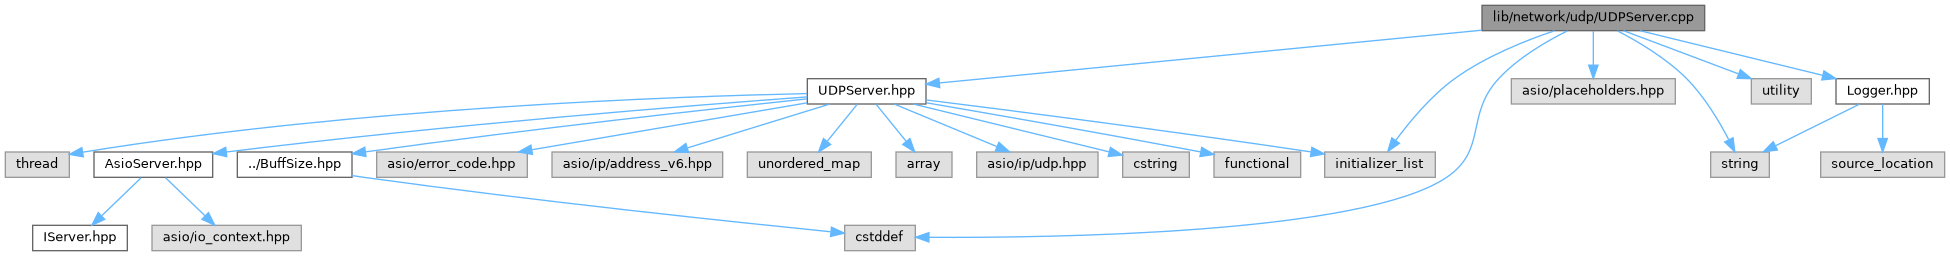 lib/network/udp/UDPServer.cpp
UDPServer.hpp
asio/placeholders.hpp
utility
Logger.hpp
thread
AsioServer.hpp
../BuffSize.hpp
asio/error_code.hpp
asio/ip/address_v6.hpp
unordered_map
array
asio/ip/udp.hpp
cstring
functional
initializer_list
string
source_location
IServer.hpp
asio/io_context.hpp
cstddef